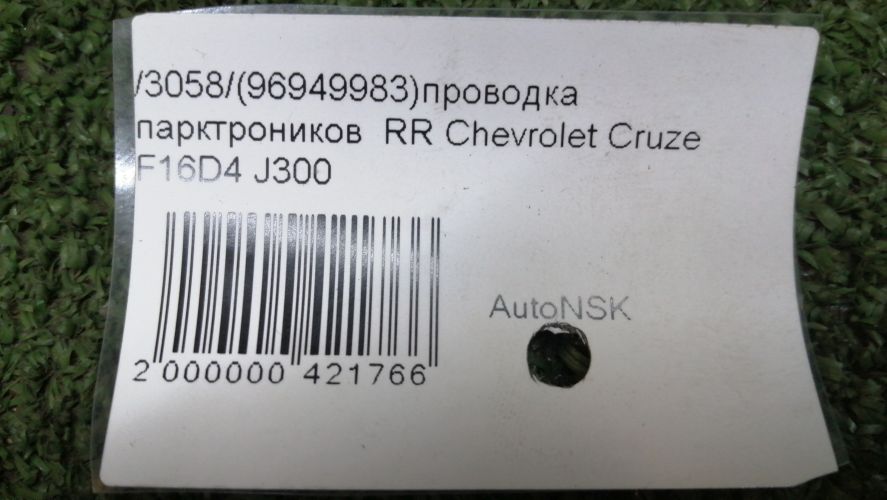 /3058/(96949983)проводка
парктроников RR Chevrolet Cruze
F16D4 J300
AutoNSK
2 000000 421766